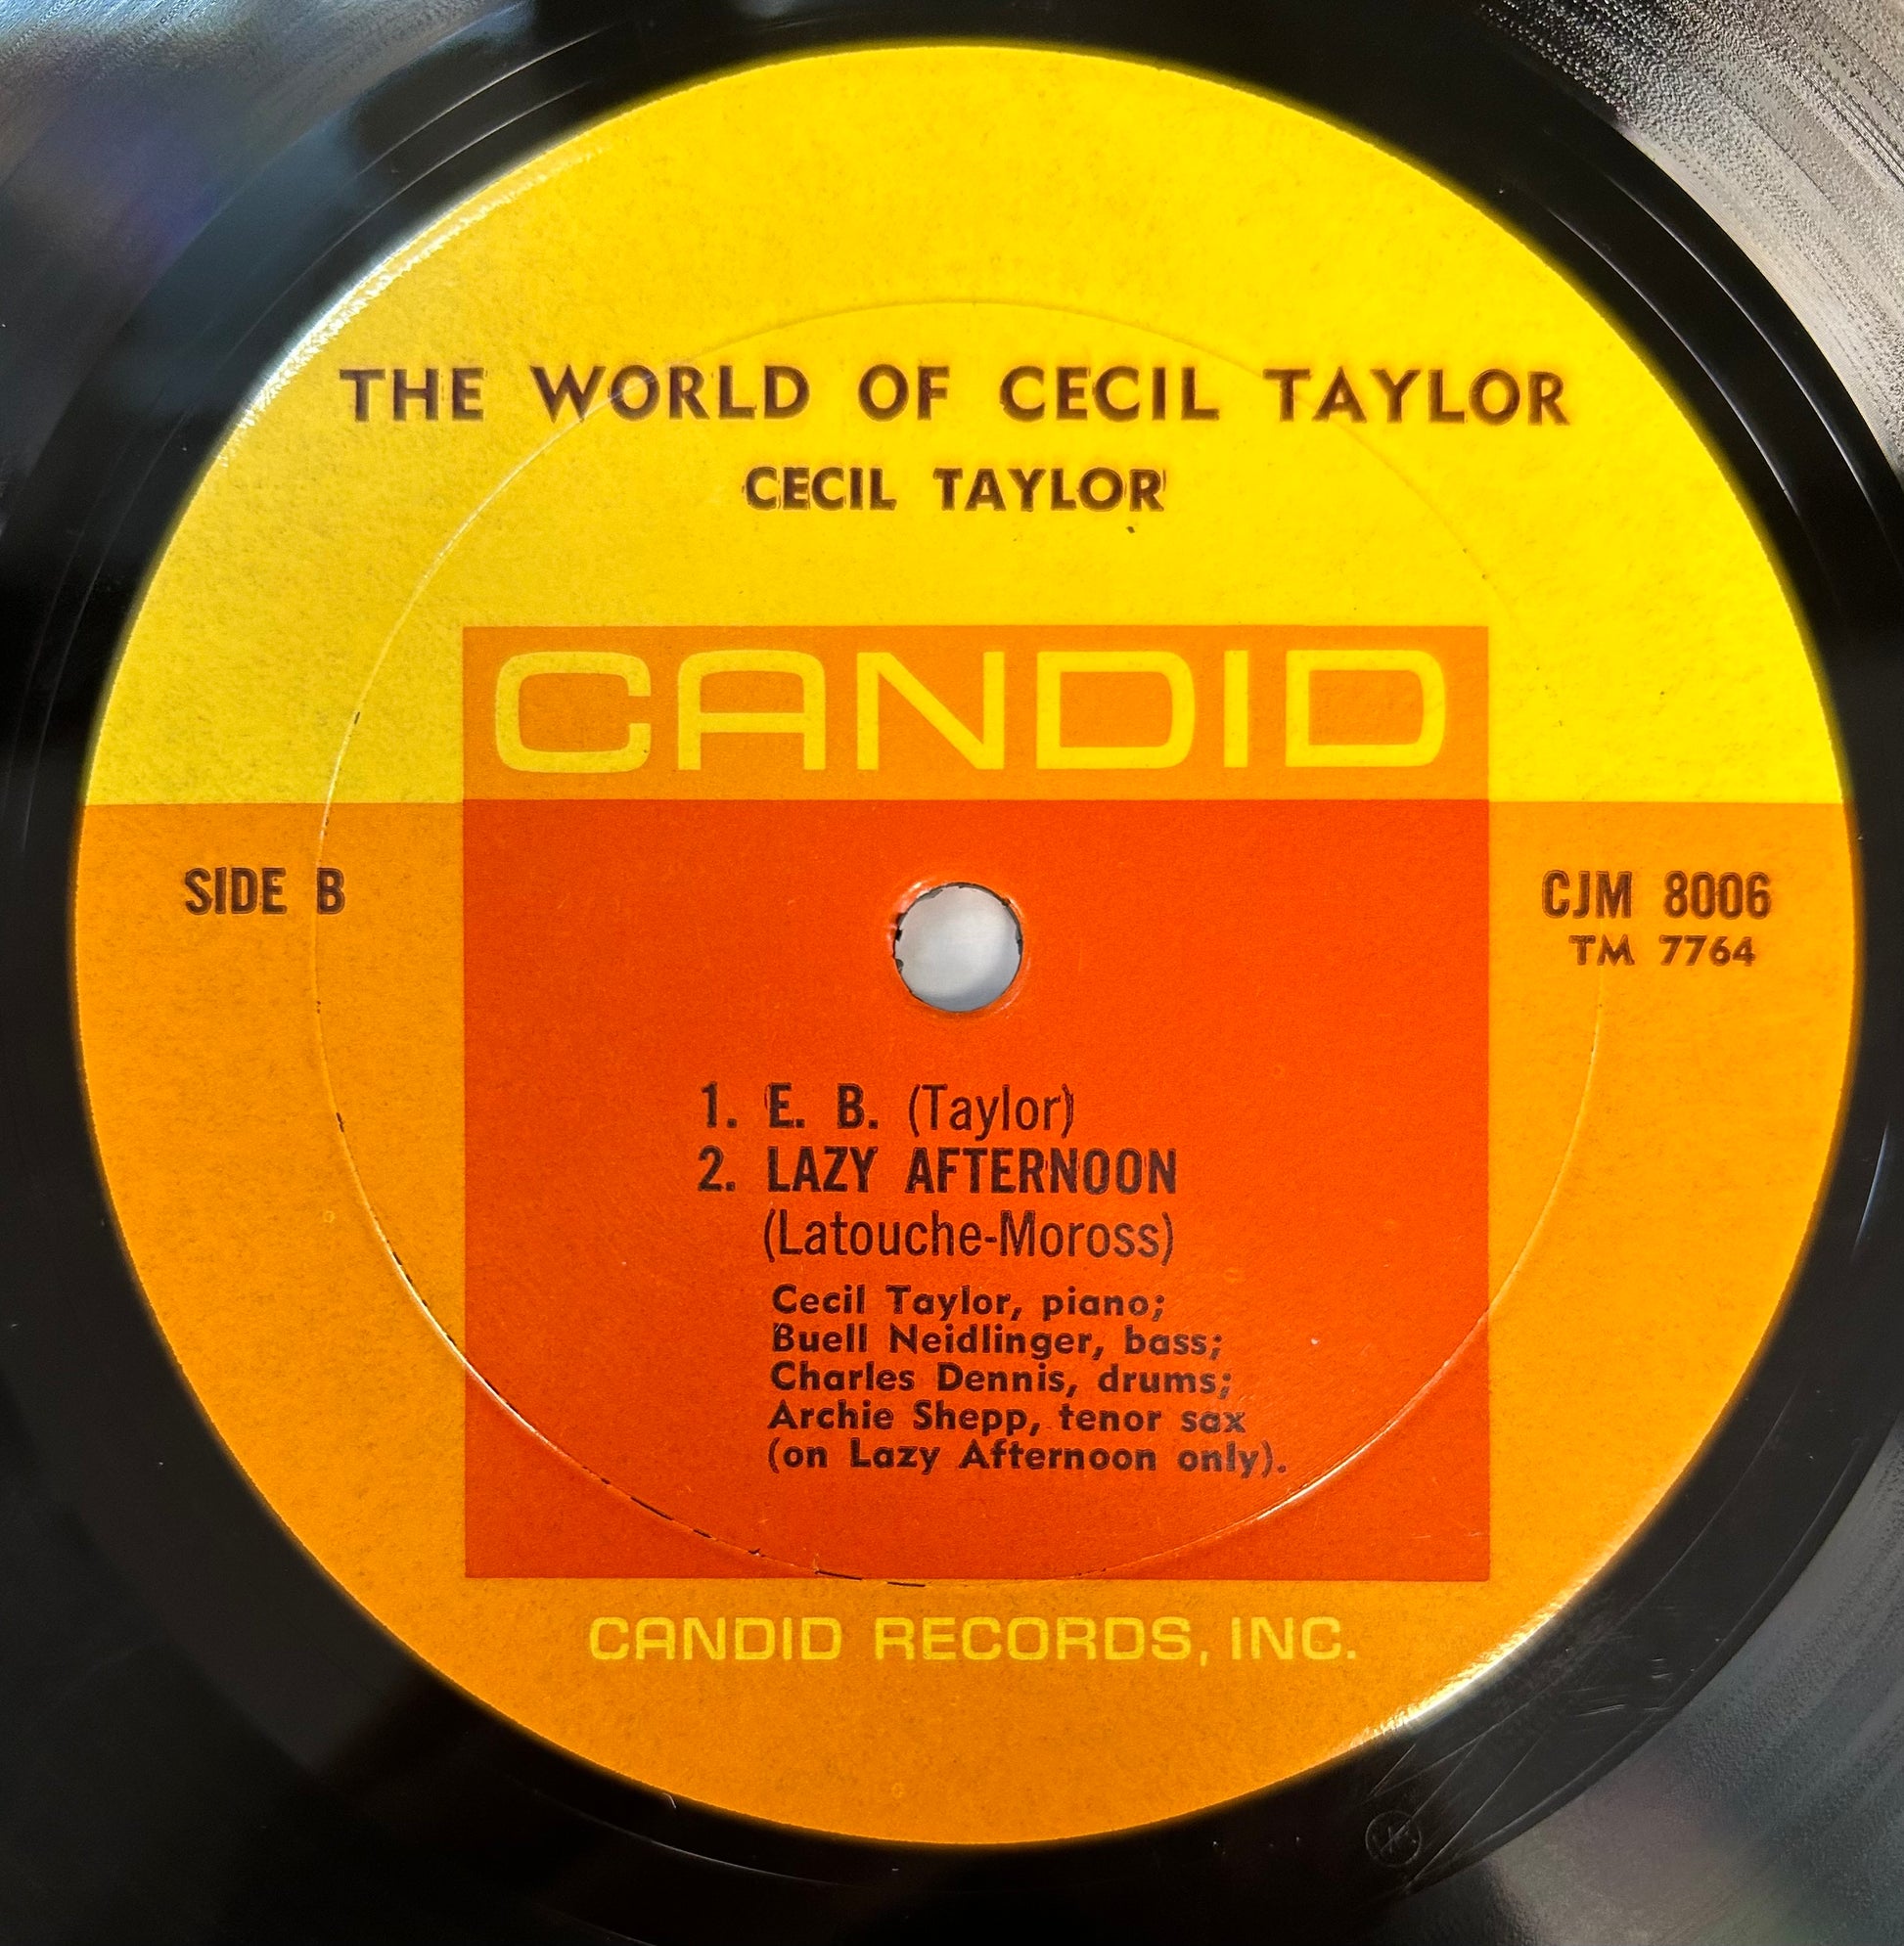 THE WORLD OF CECIL TAYLOR
CECIL TAYLOR
CANDID
SIDE B
CJM 8006
TM 7764
1. E. B. (Taylor)
2. LAZY AFTERNOON
(Latouche-Moross)
Cecil Taylor, piano;
Buell Neidlinger, bass;
Charles Dennis, drums;
Archie Shepp, tenor sax
(on Lazy Afternoon only).
CANDID RECORDS, INC.